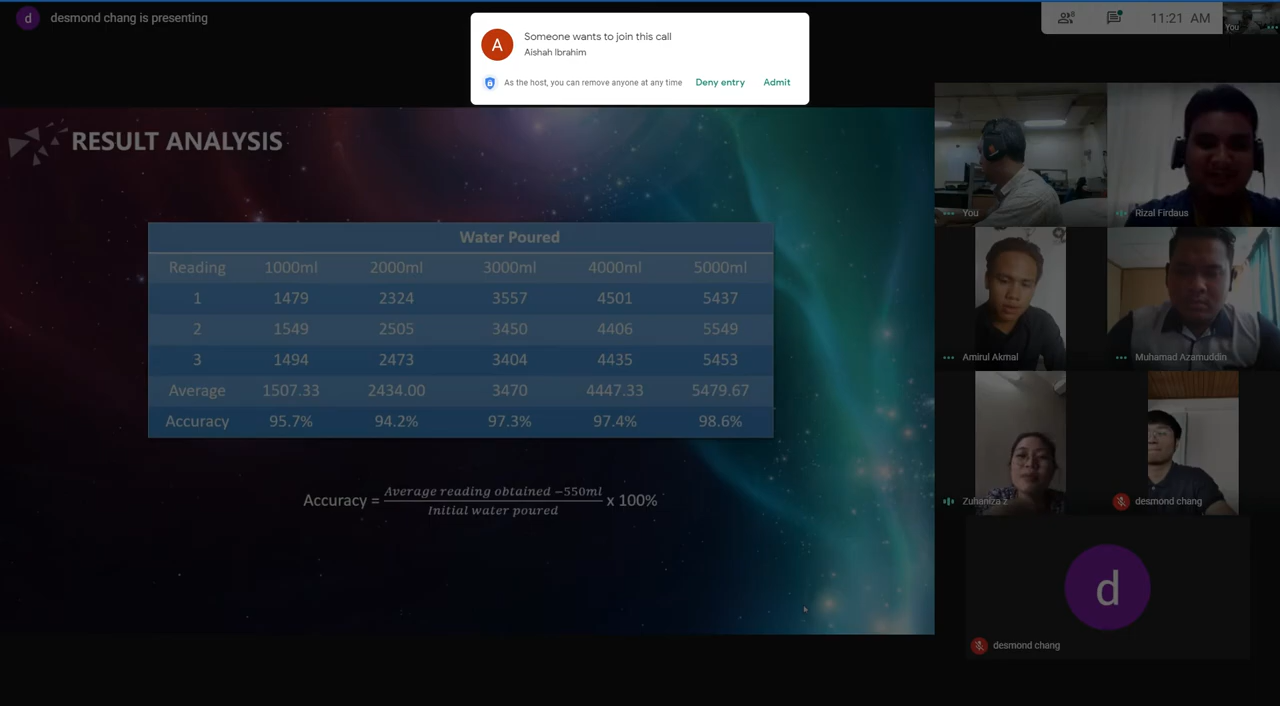 d desmond chang is presenting
Someone wants to join this call
A
Aishah Ibrahim
As the host, you can remove anyone at any time Deny entry Admit
8
11:21 AM
You
RESULT ANALYSIS
Water Poured
Reading 1000ml 2000ml 3000ml 4000ml 5000ml
1 1479 2324 3557 4501 5437
2 1549 2505 3450 4406 5549
3 1494 2473 3404 4435 5453
Average 1507.33 2434.00 3470 4447.33 5479.67
Accuracy 95.7% 94.2% 97.3% 97.4% 98.6%
Accuracy = Average reading obtained −550ml
Initial water poured
x 100%
You
Rizal Firdaus
Amirul Akmal
Muhamad Azamuddin
Zuhaniza z
desmond chang
d
desmond chang